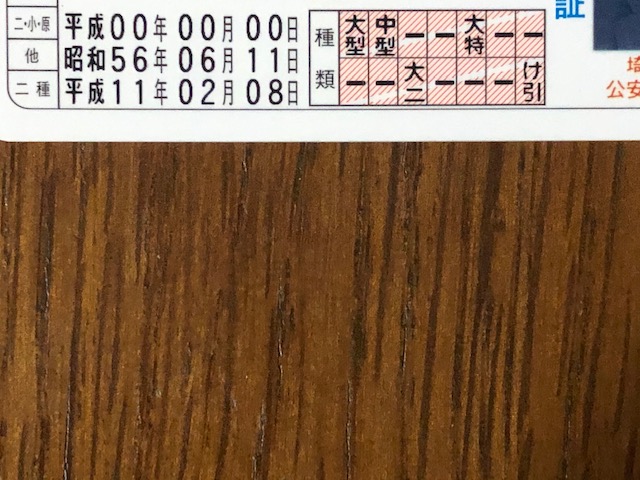 二・小・原 平成00年00月00日
他 昭和56年06月11日
二種 平成11年02月08日
種類
大型 中型 ー ー 大特 ー ー
ー ー 大二 ー ー ー け引
証
埼
公安